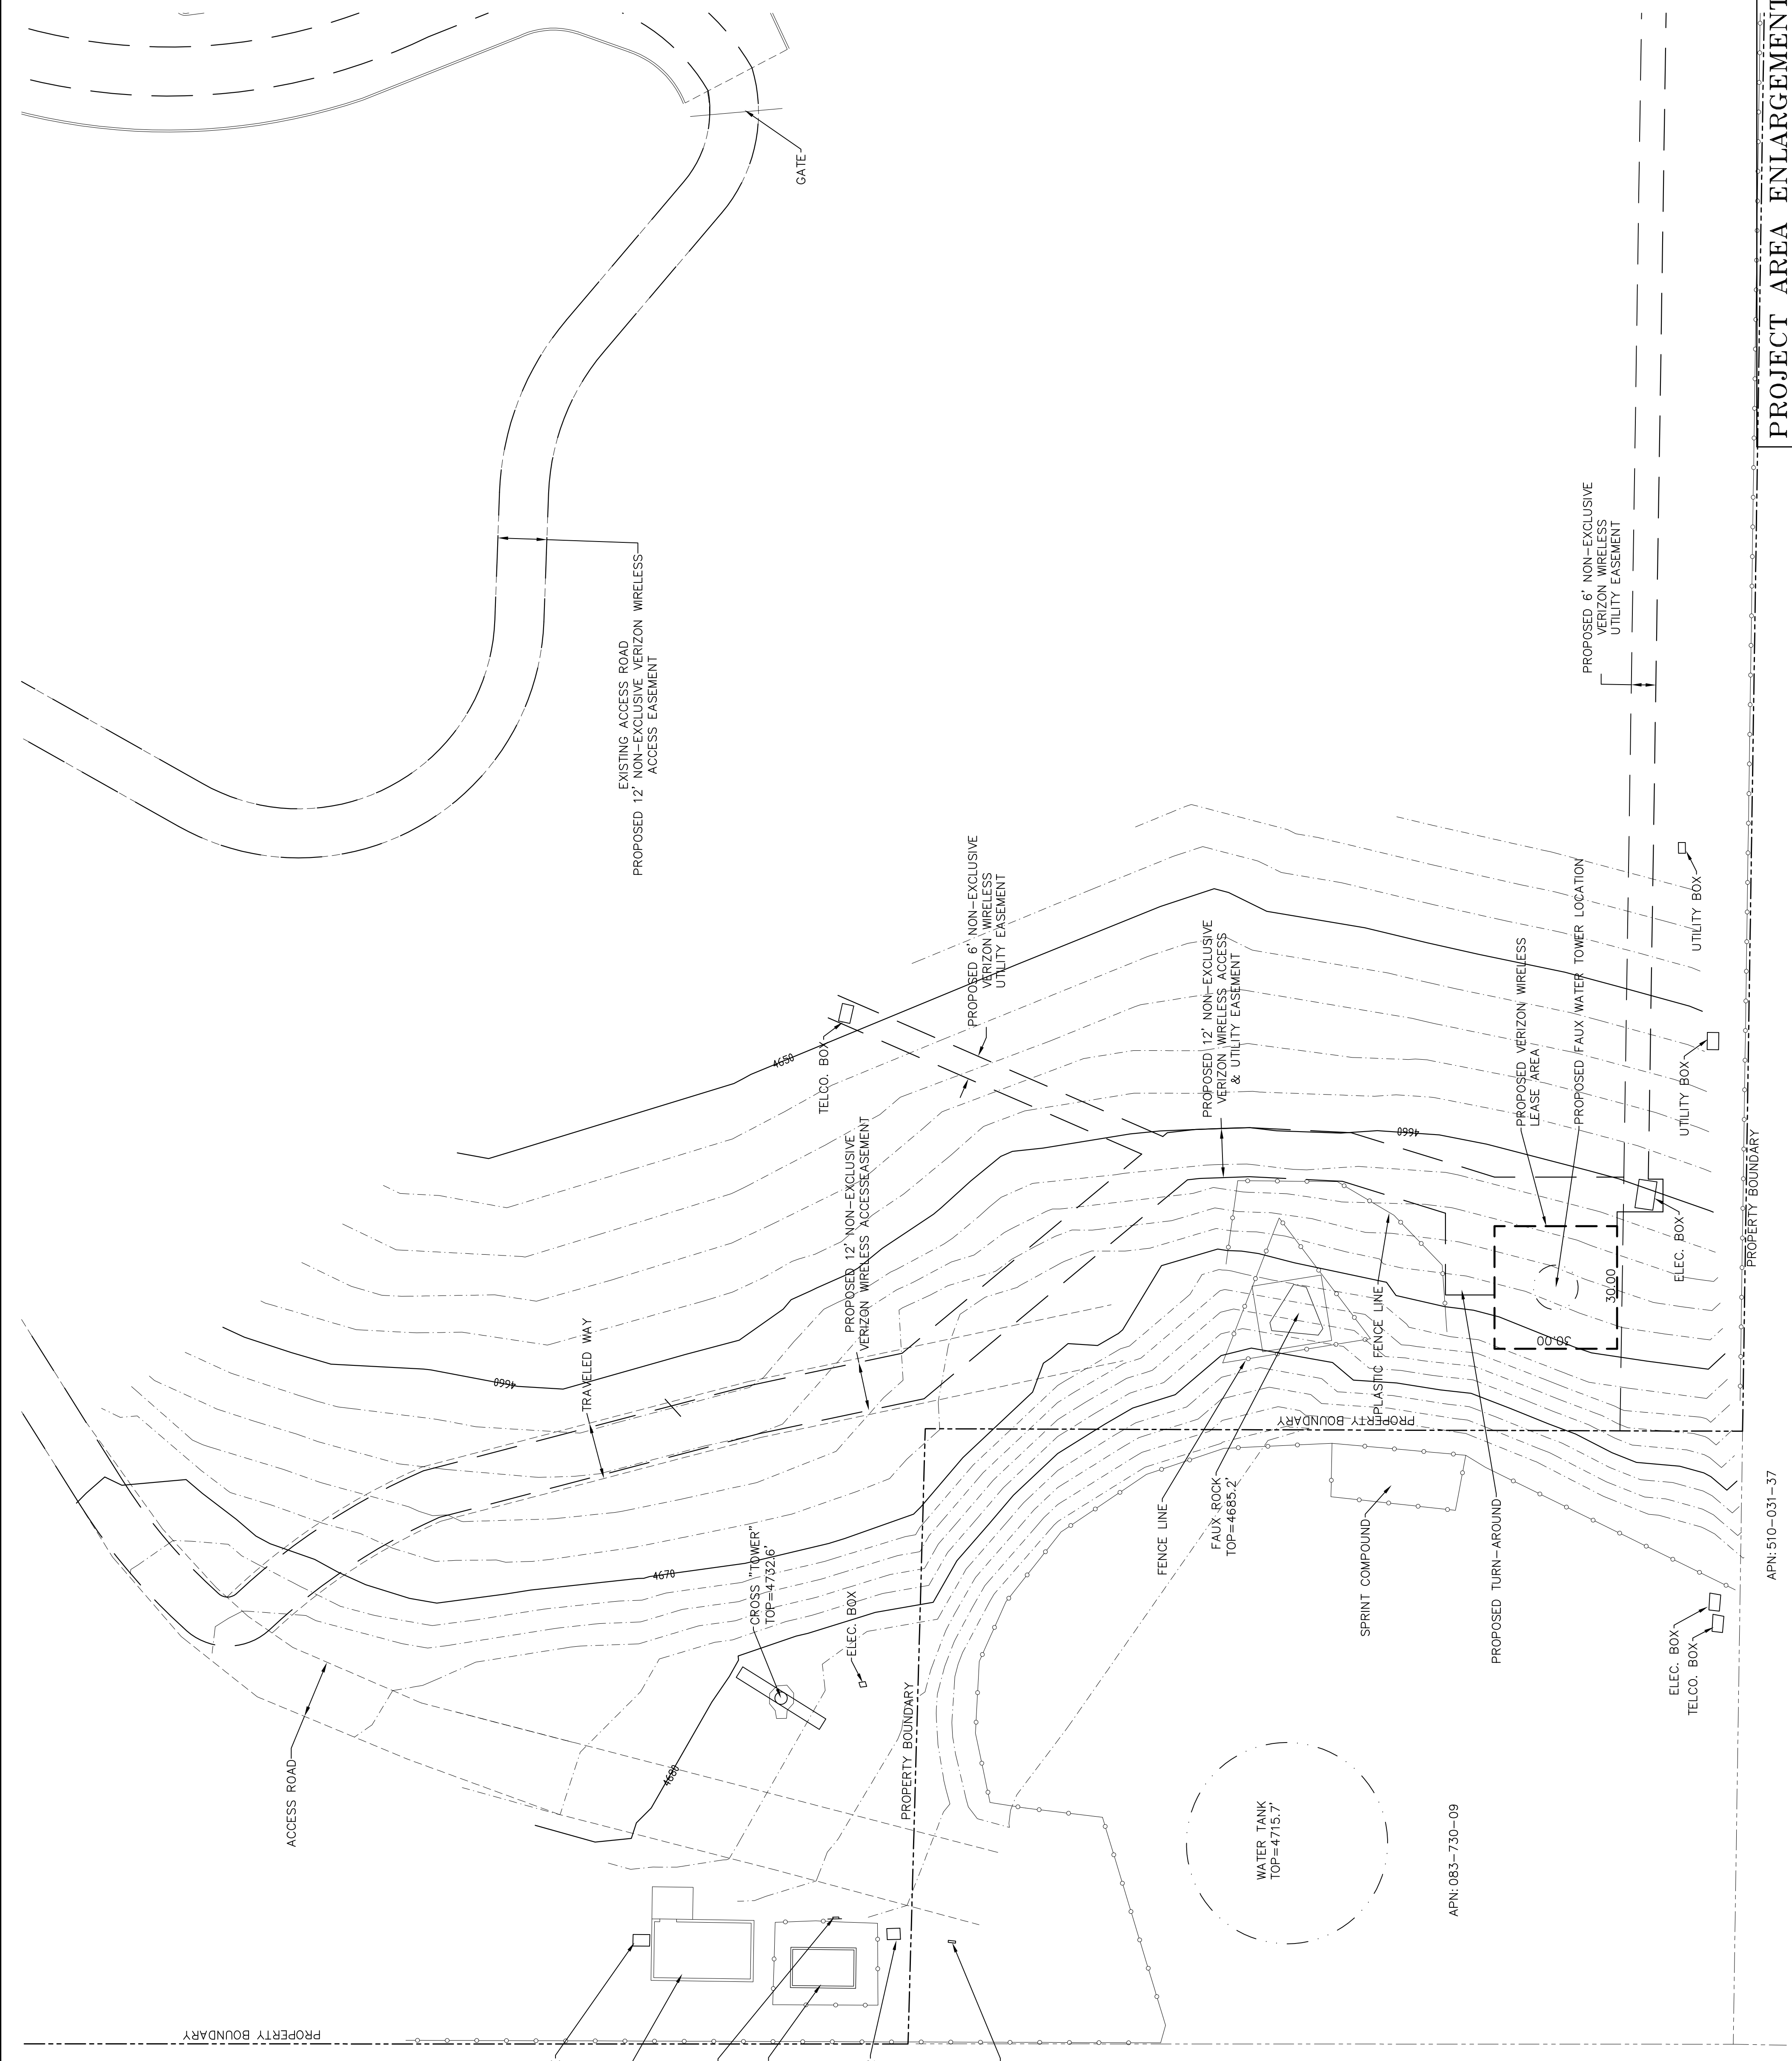 PROJECT AREA ENLARGEMENT
GATE
EXISTING ACCESS ROAD
PROPOSED 12' NON-EXCLUSIVE VERIZON WIRELESS
ACCESS EASEMENT
PROPOSED 6' NON-EXCLUSIVE
VERIZON WIRELESS
UTILITY EASEMENT
TELCO. BOX
4650
PROPOSED 6' NON-EXCLUSIVE
VERIZON WIRELESS
UTILITY EASEMENT
PROPOSED 12' NON-EXCLUSIVE
VERIZON WIRELESS ACCESS
& UTILITY EASEMENT
PROPOSED VERIZON WIRELESS
LEASE AREA
PROPOSED FAUX WATER TOWER LOCATION
UTILITY BOX
UTILITY BOX
4660
PROPERTY BOUNDARY
PROPOSED 12' NON-EXCLUSIVE
VERIZON WIRELESS ACCESSEASEMENT
TRAVELED WAY
4660
ELEC. BOX
30.00
30.00
PLASTIC FENCE LINE
PROPERTY BOUNDARY
FENCE LINE
FAUX ROCK
TOP=4685.2'
SPRINT COMPOUND
PROPOSED TURN-AROUND
APN: 510-031-37
4670
CROSS "TOWER"
TOP=4732.6'
ELEC. BOX
ELEC. BOX
TELCO. BOX
ACCESS ROAD
4680
PROPERTY BOUNDARY
WATER TANK
TOP=4715.7'
APN: 083-730-09
PROPERTY BOUNDARY